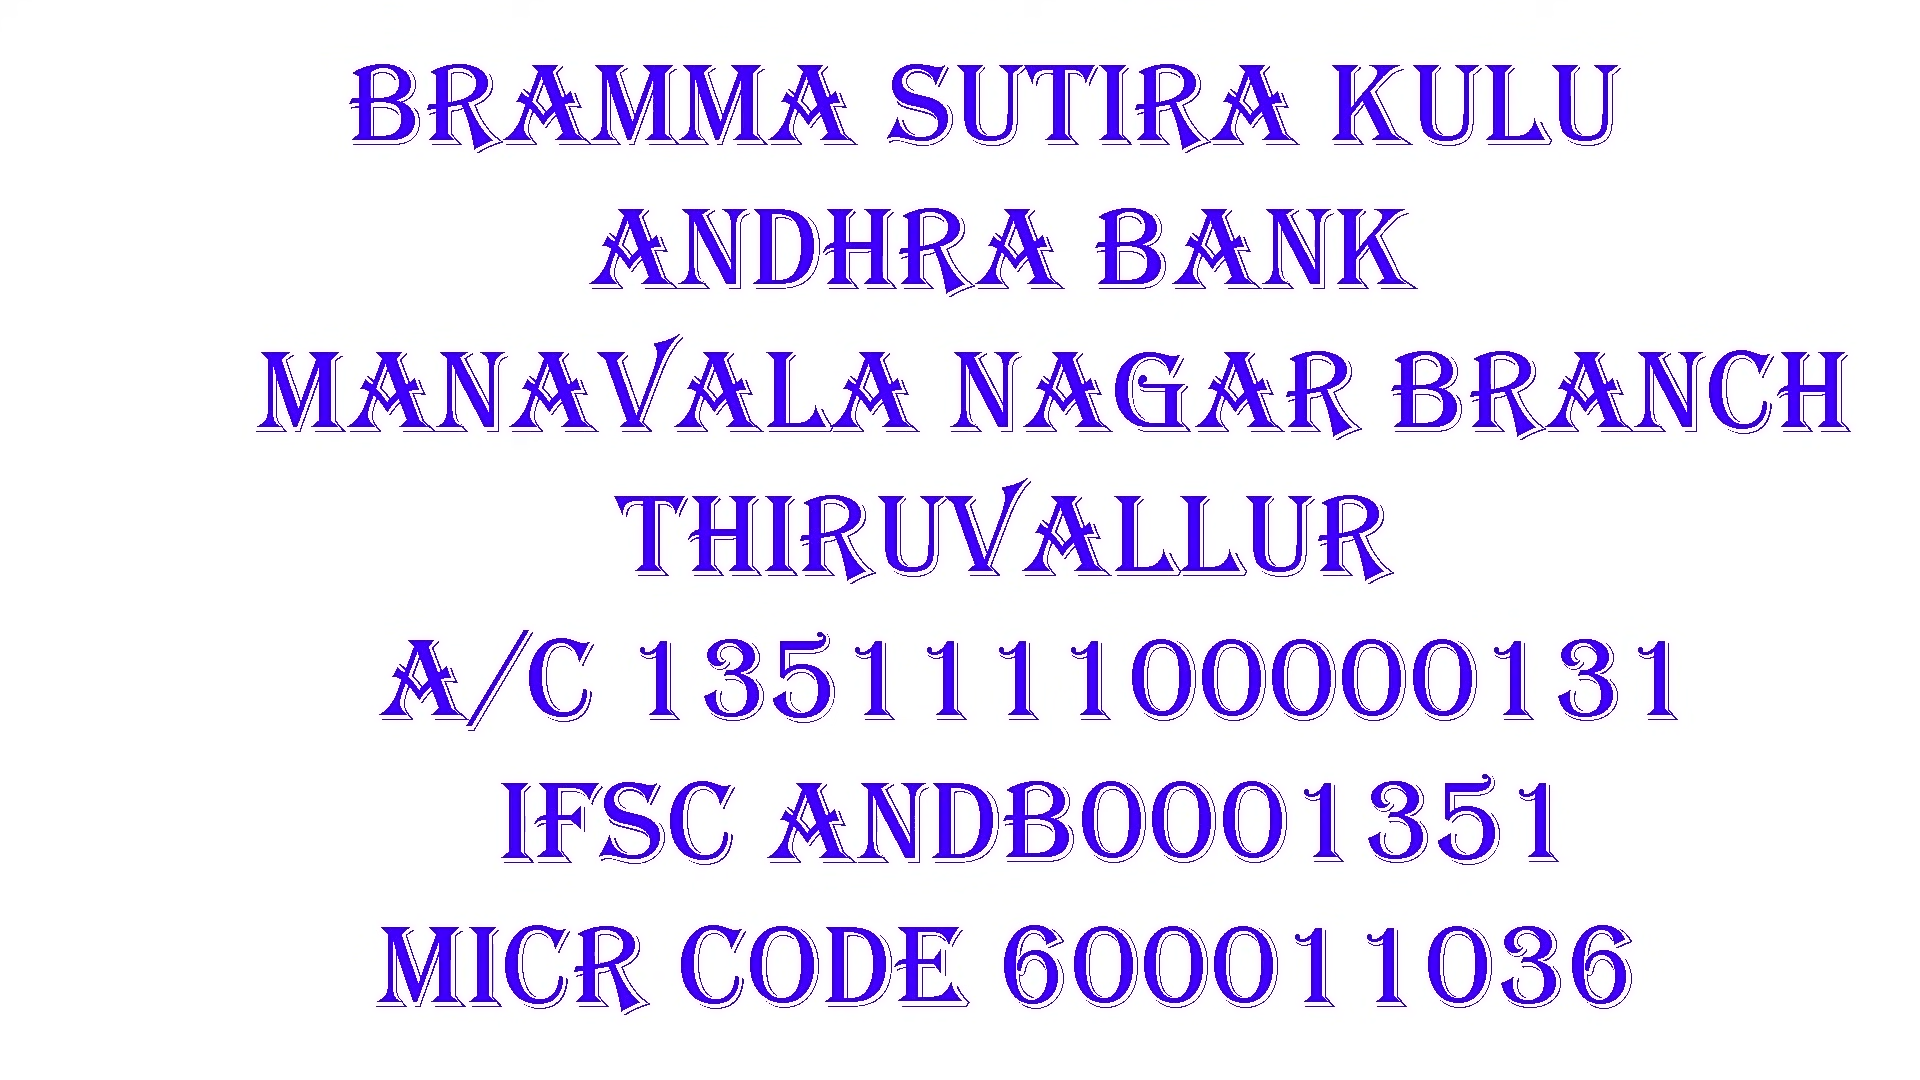 BRAMMA SUTIRA KULU
ANDHRA BANK
MANAVALA NAGAR BRANCH
THIRUVALLUR
A/C 135111100000131
IFSC ANDB0001351
MICR CODE 600011036